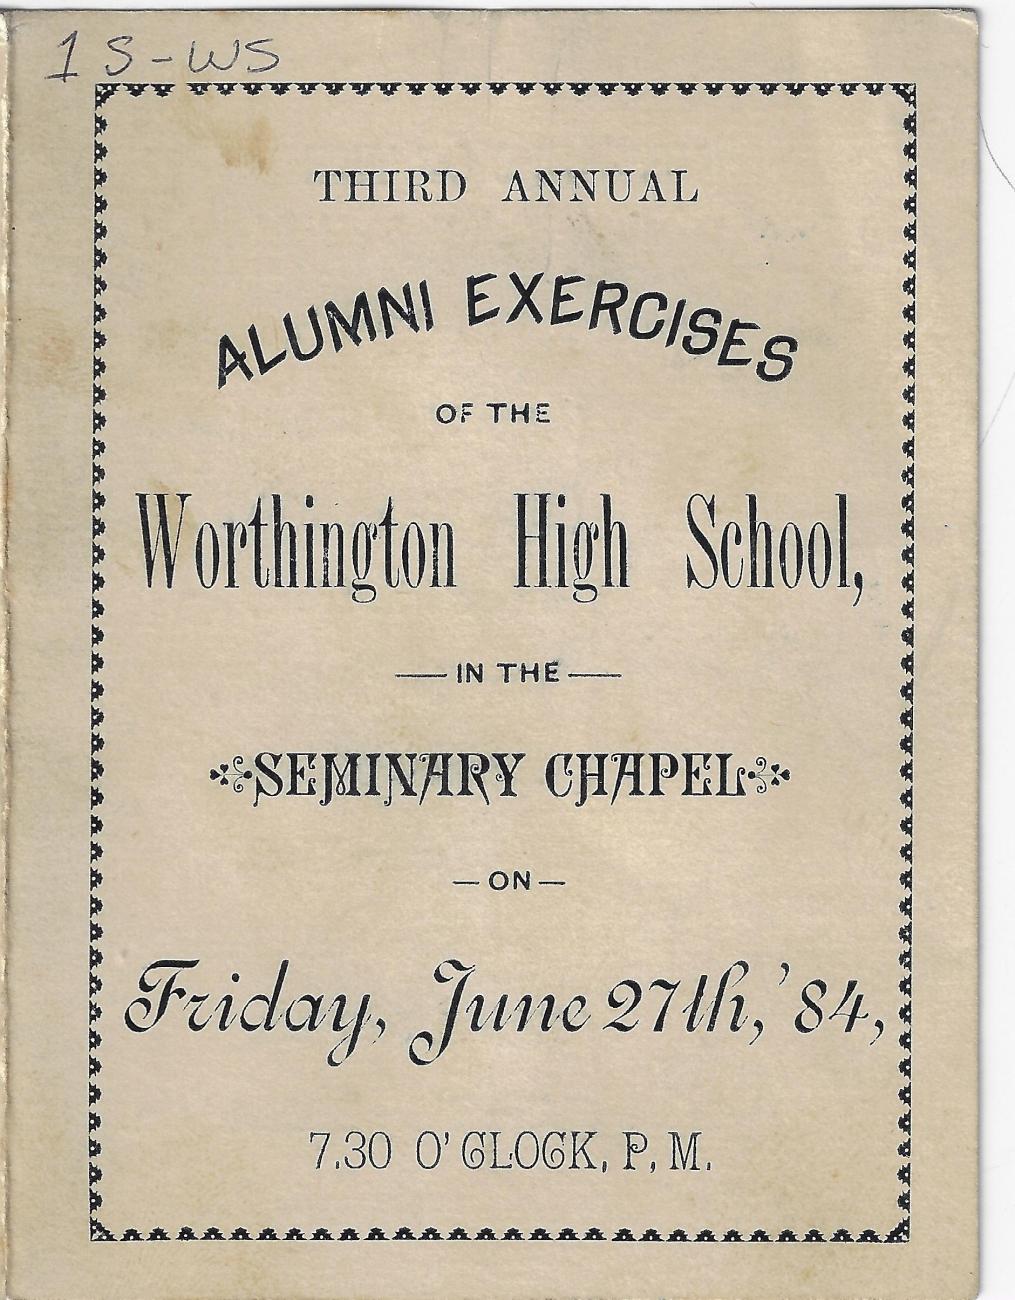 1 S-WS
THIRD ANNUAL
ALUMNI EXERCISES
OF THE
Worthington High School,
— IN THE —
SEMINARY CHAPEL
— ON —
Friday, June 27th, '84,
7.30 O'CLOCK, P. M.